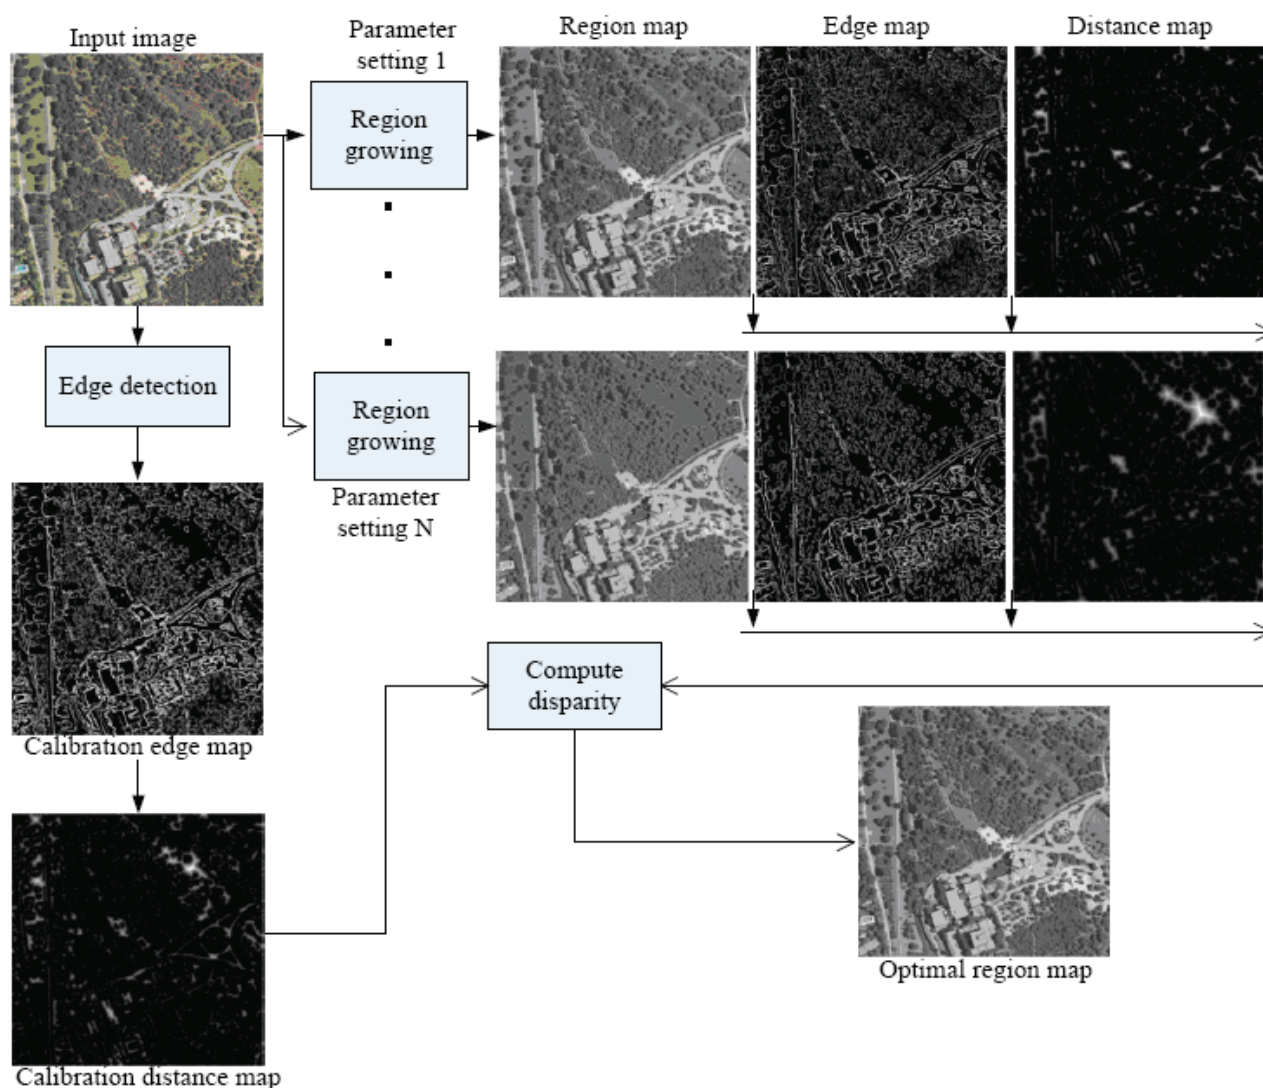 Input image
Parameter
setting 1
Region map
Edge map
Distance map
Region
growing
Edge detection
Region
growing
Parameter
setting N
Compute
disparity
Calibration edge map
Optimal region map
Calibration distance map